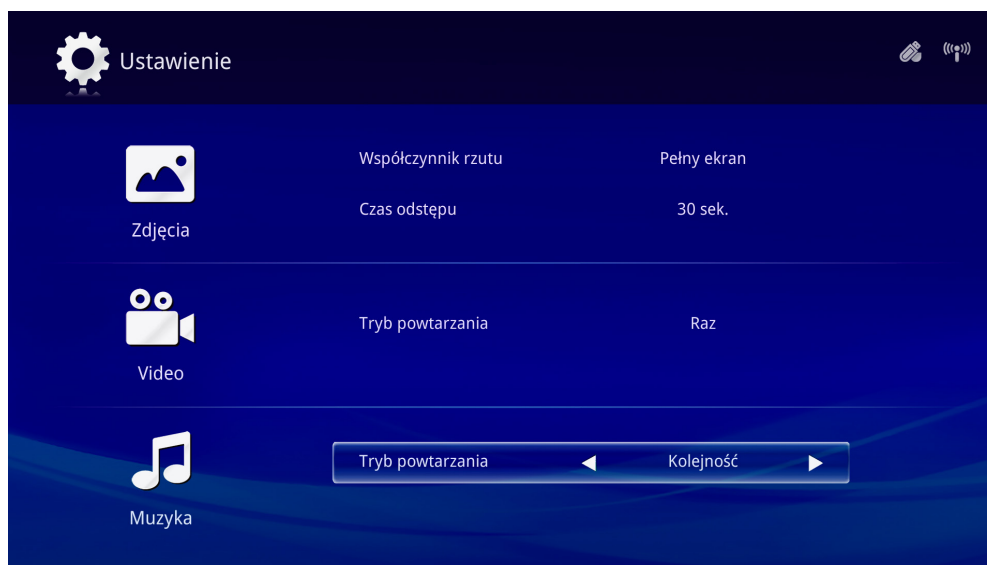 Ustawienie
Współczynnik rzutu Pełny ekran
Czas odstępu 30 sek.
Zdjęcia
Tryb powtarzania Raz
Video
Tryb powtarzania Kolejność
Muzyka